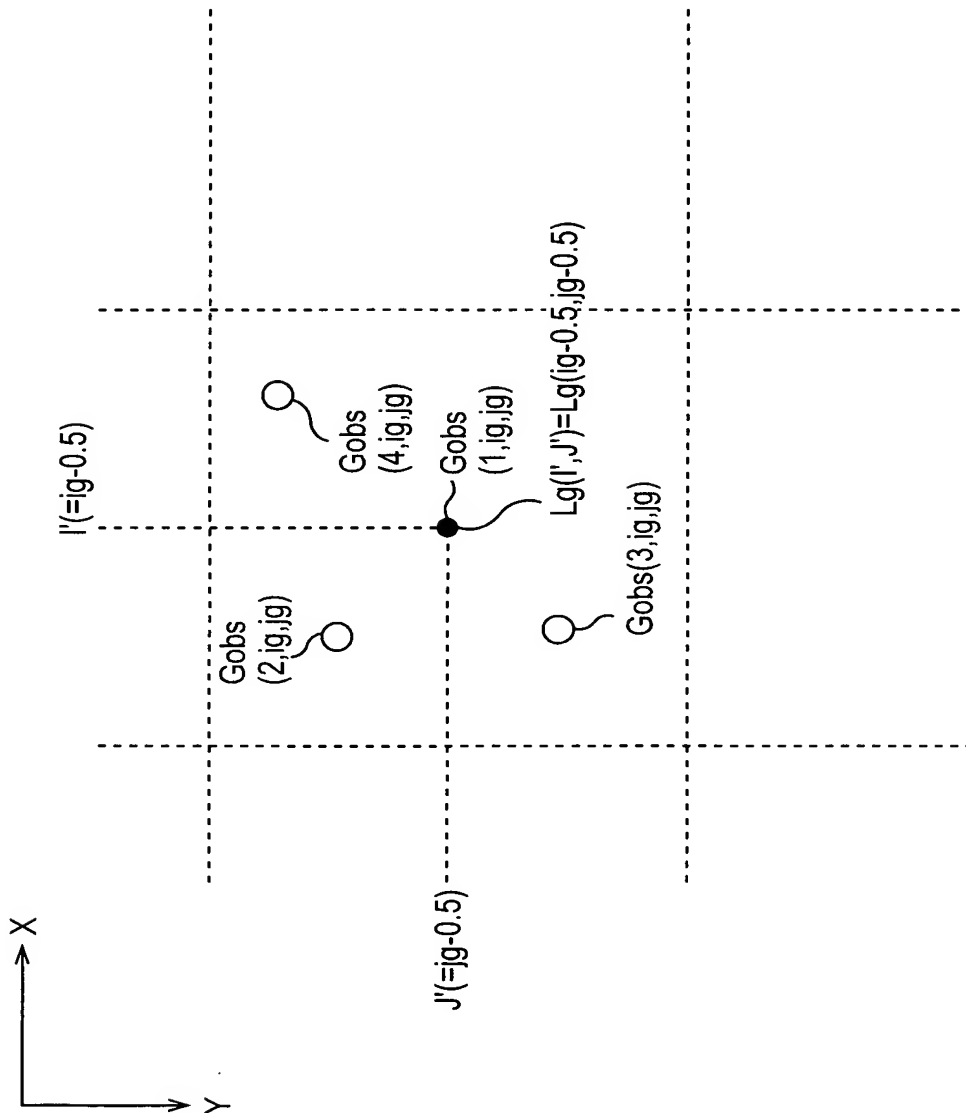 X
Y
I'(=ig-0.5)
J'(=jg-0.5)
Gobs
(2,ig,jg)
Gobs
(4,ig,jg)
Gobs
(1,ig,jg)
Lg(I',J')=Lg(ig-0.5,jg-0.5)
Gobs(3,ig,jg)